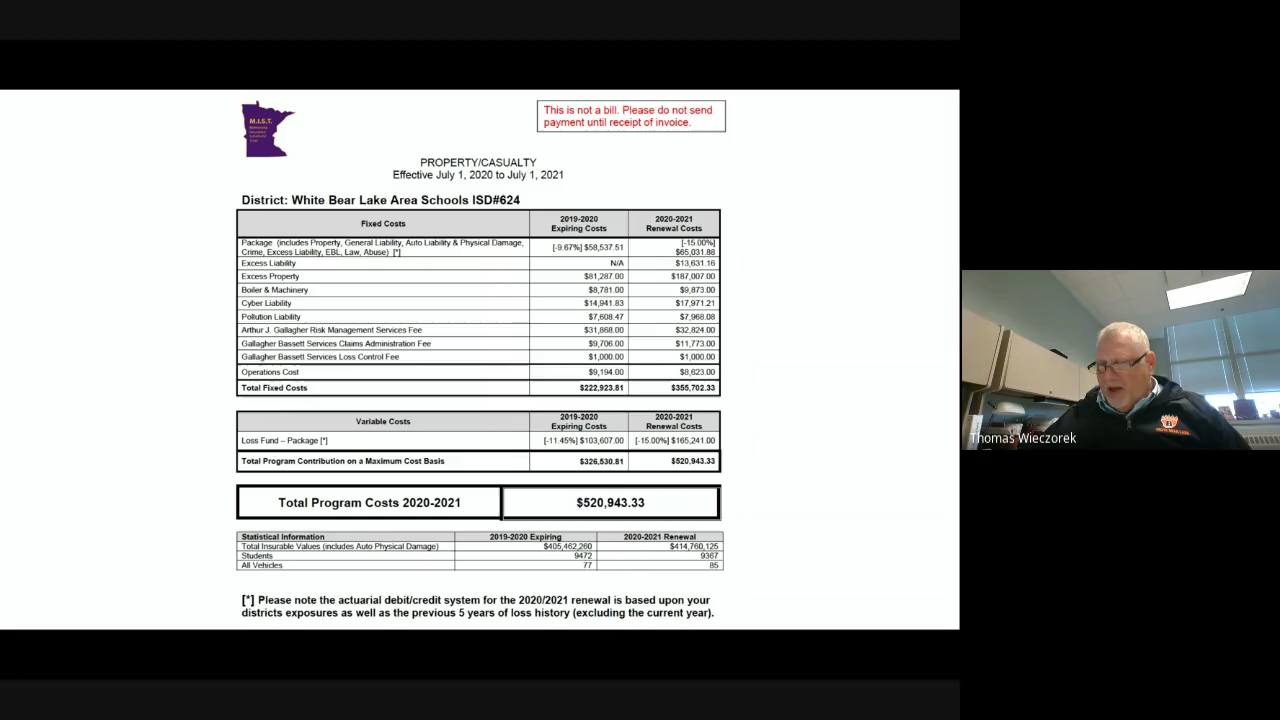 M.I.S.T.
This is not a bill. Please do not send
payment until receipt of invoice.
PROPERTY/CASUALTY
Effective July 1, 2020 to July 1, 2021
District: White Bear Lake Area Schools ISD#624
Fixed Costs 2019-2020 Expiring Costs 2020-2021 Renewal Costs
Package (includes Property, General Liability, Auto Liability & Physical Damage,
Crime, Excess Liability, EBL, Law, Abuse) [*] [-9.67%] $58,537.51 [-15.00%] $65,031.88
Excess Liability N/A $13,631.16
Excess Property $81,287.00 $187,007.00
Boiler & Machinery $8,781.00 $9,873.00
Cyber Liability $14,941.83 $17,971.21
Pollution Liability $7,608.47 $7,968.08
Arthur J. Gallagher Risk Management Services Fee $31,868.00 $32,824.00
Gallagher Bassett Services Claims Administration Fee $9,706.00 $11,773.00
Gallagher Bassett Services Loss Control Fee $1,000.00 $1,000.00
Operations Cost $9,194.00 $8,623.00
Total Fixed Costs $222,923.81 $355,702.33
Variable Costs 2019-2020 Expiring Costs 2020-2021 Renewal Costs
Loss Fund – Package [*] [-11.45%] $103,607.00 [-15.00%] $165,241.00
Total Program Contribution on a Maximum Cost Basis $326,530.81 $520,943.33
Total Program Costs 2020-2021 $520,943.33
Statistical Information 2019-2020 Expiring 2020-2021 Renewal
Total Insurable Values (includes Auto Physical Damage) $405,462,260 $414,760,125
Students 9472 9367
All Vehicles 77 85
[*] Please note the actuarial debit/credit system for the 2020/2021 renewal is based upon your
districts exposures as well as the previous 5 years of loss history (excluding the current year).
Thomas Wieczorek